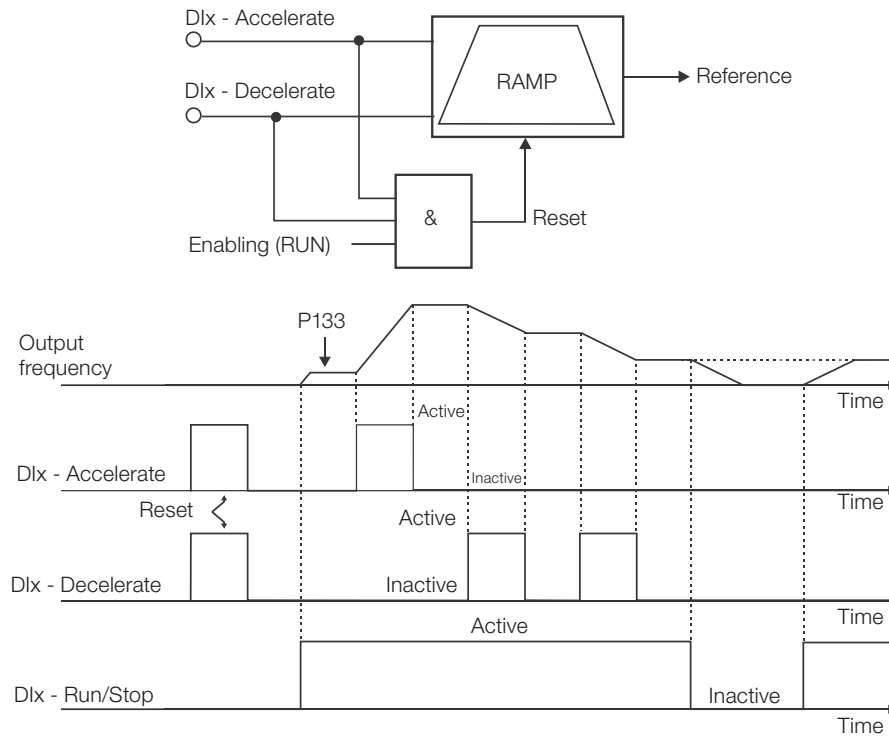 DIx - Accelerate
DIx - Decelerate
RAMP
Reference
&
Reset
Enabling (RUN)
P133
Output
frequency
Time
Active
DIx - Accelerate
Inactive
Time
Reset
Active
DIx - Decelerate
Inactive
Time
Active
DIx - Run/Stop
Inactive
Time